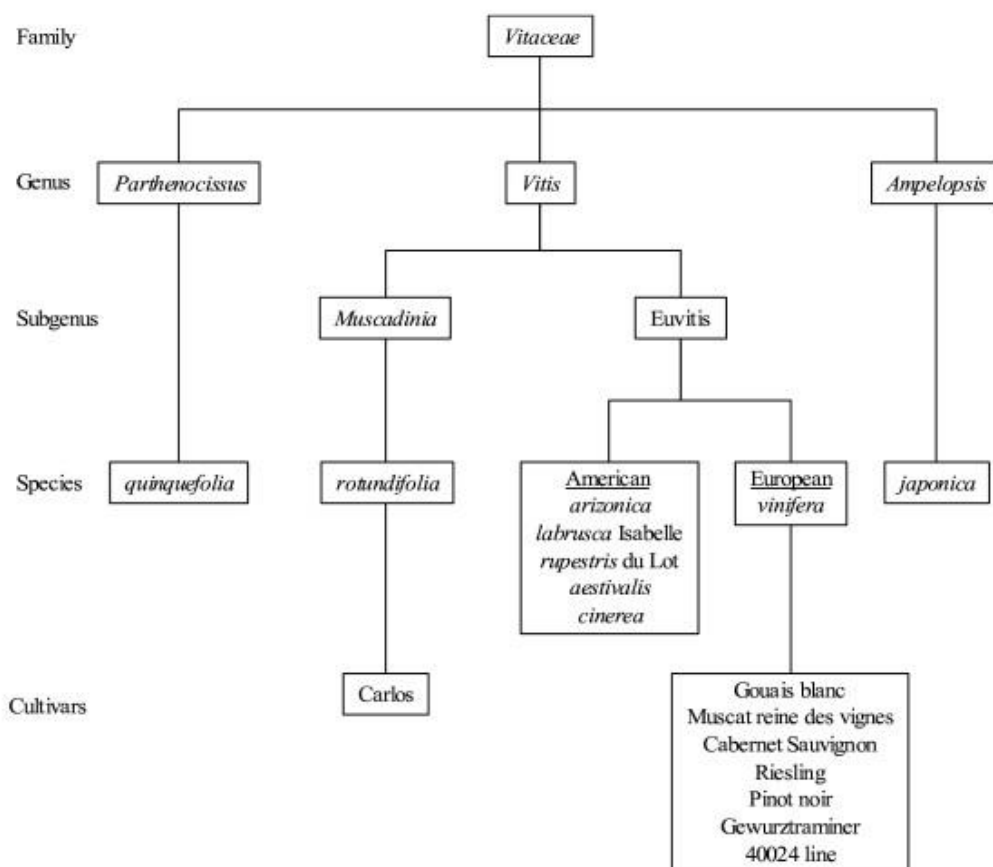 Family
Vitaceae
Genus
Parthenocissus
Vitis
Ampelopsis
Subgenus
Muscadinia
Euvitis
Species
quinquefolia
rotundifolia
American
arizonica
labrusca Isabelle
rupestris du Lot
aestivalis
cinerea
European
vinifera
japonica
Cultivars
Carlos
Gouais blanc
Muscat reine des vignes
Cabernet Sauvignon
Riesling
Pinot noir
Gewurztraminer
40024 line